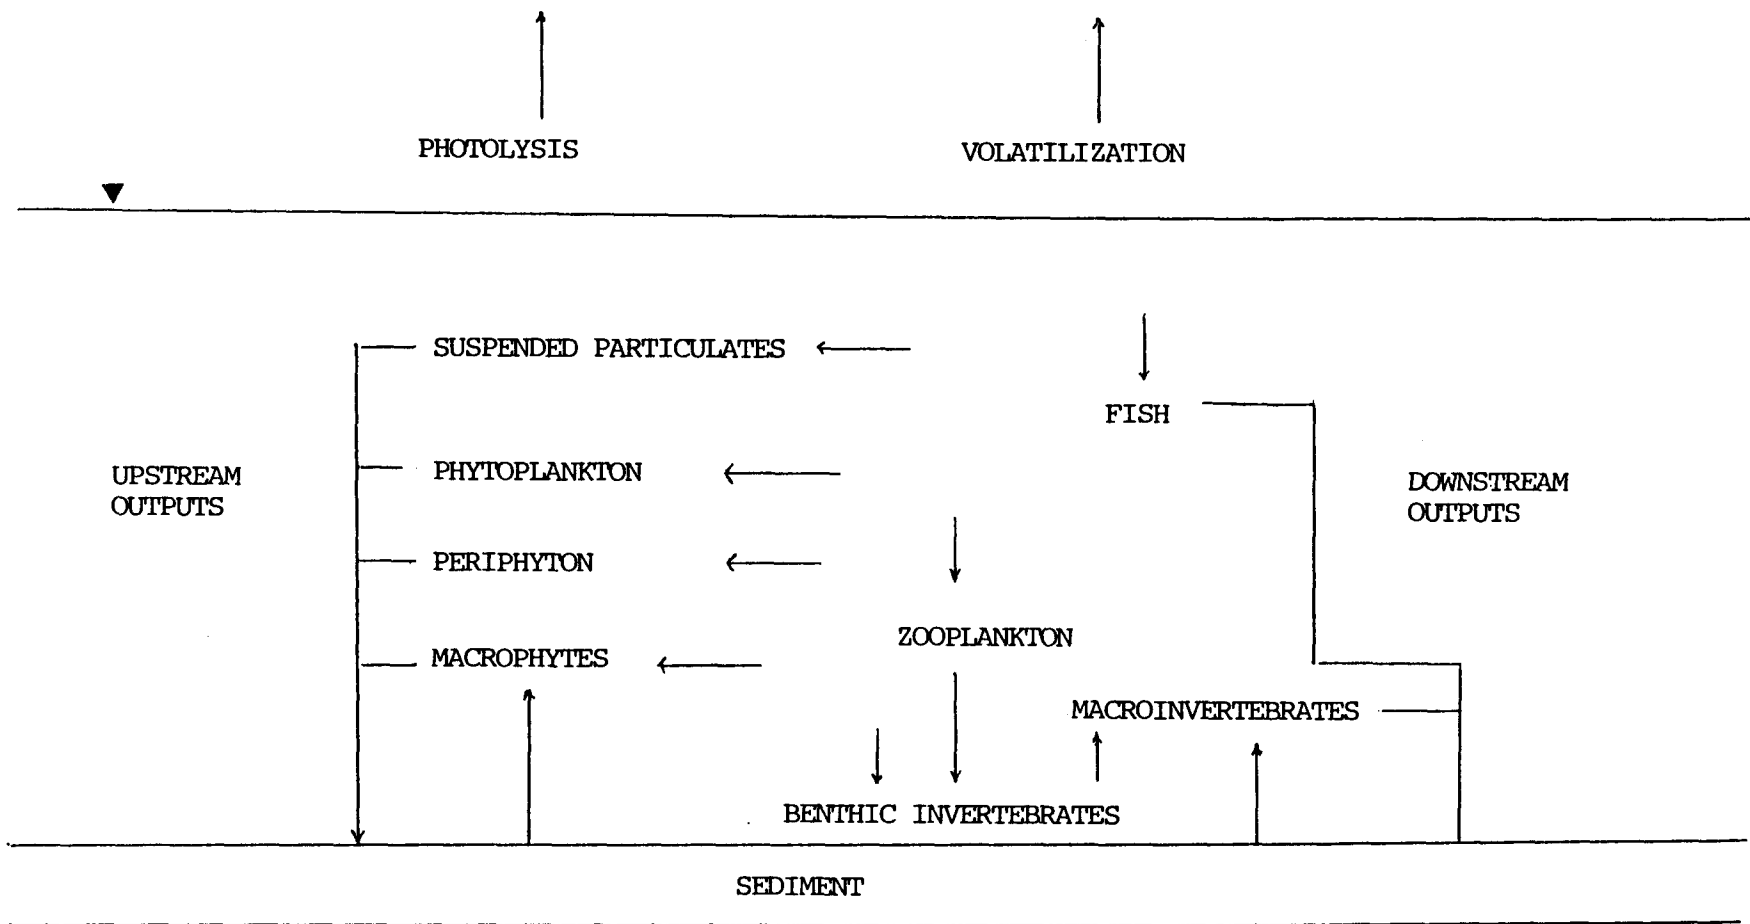 PHOTOLYSIS
VOLATILIZATION
SUSPENDED PARTICULATES
FISH
UPSTREAM
OUTPUTS
PHYTOPLANKTON
DOWNSTREAM
OUTPUTS
PERIPHYTON
ZOOPLANKTON
MACROPHYTES
MACROINVERTEBRATES
BENTHIC INVERTEBRATES
SEDIMENT